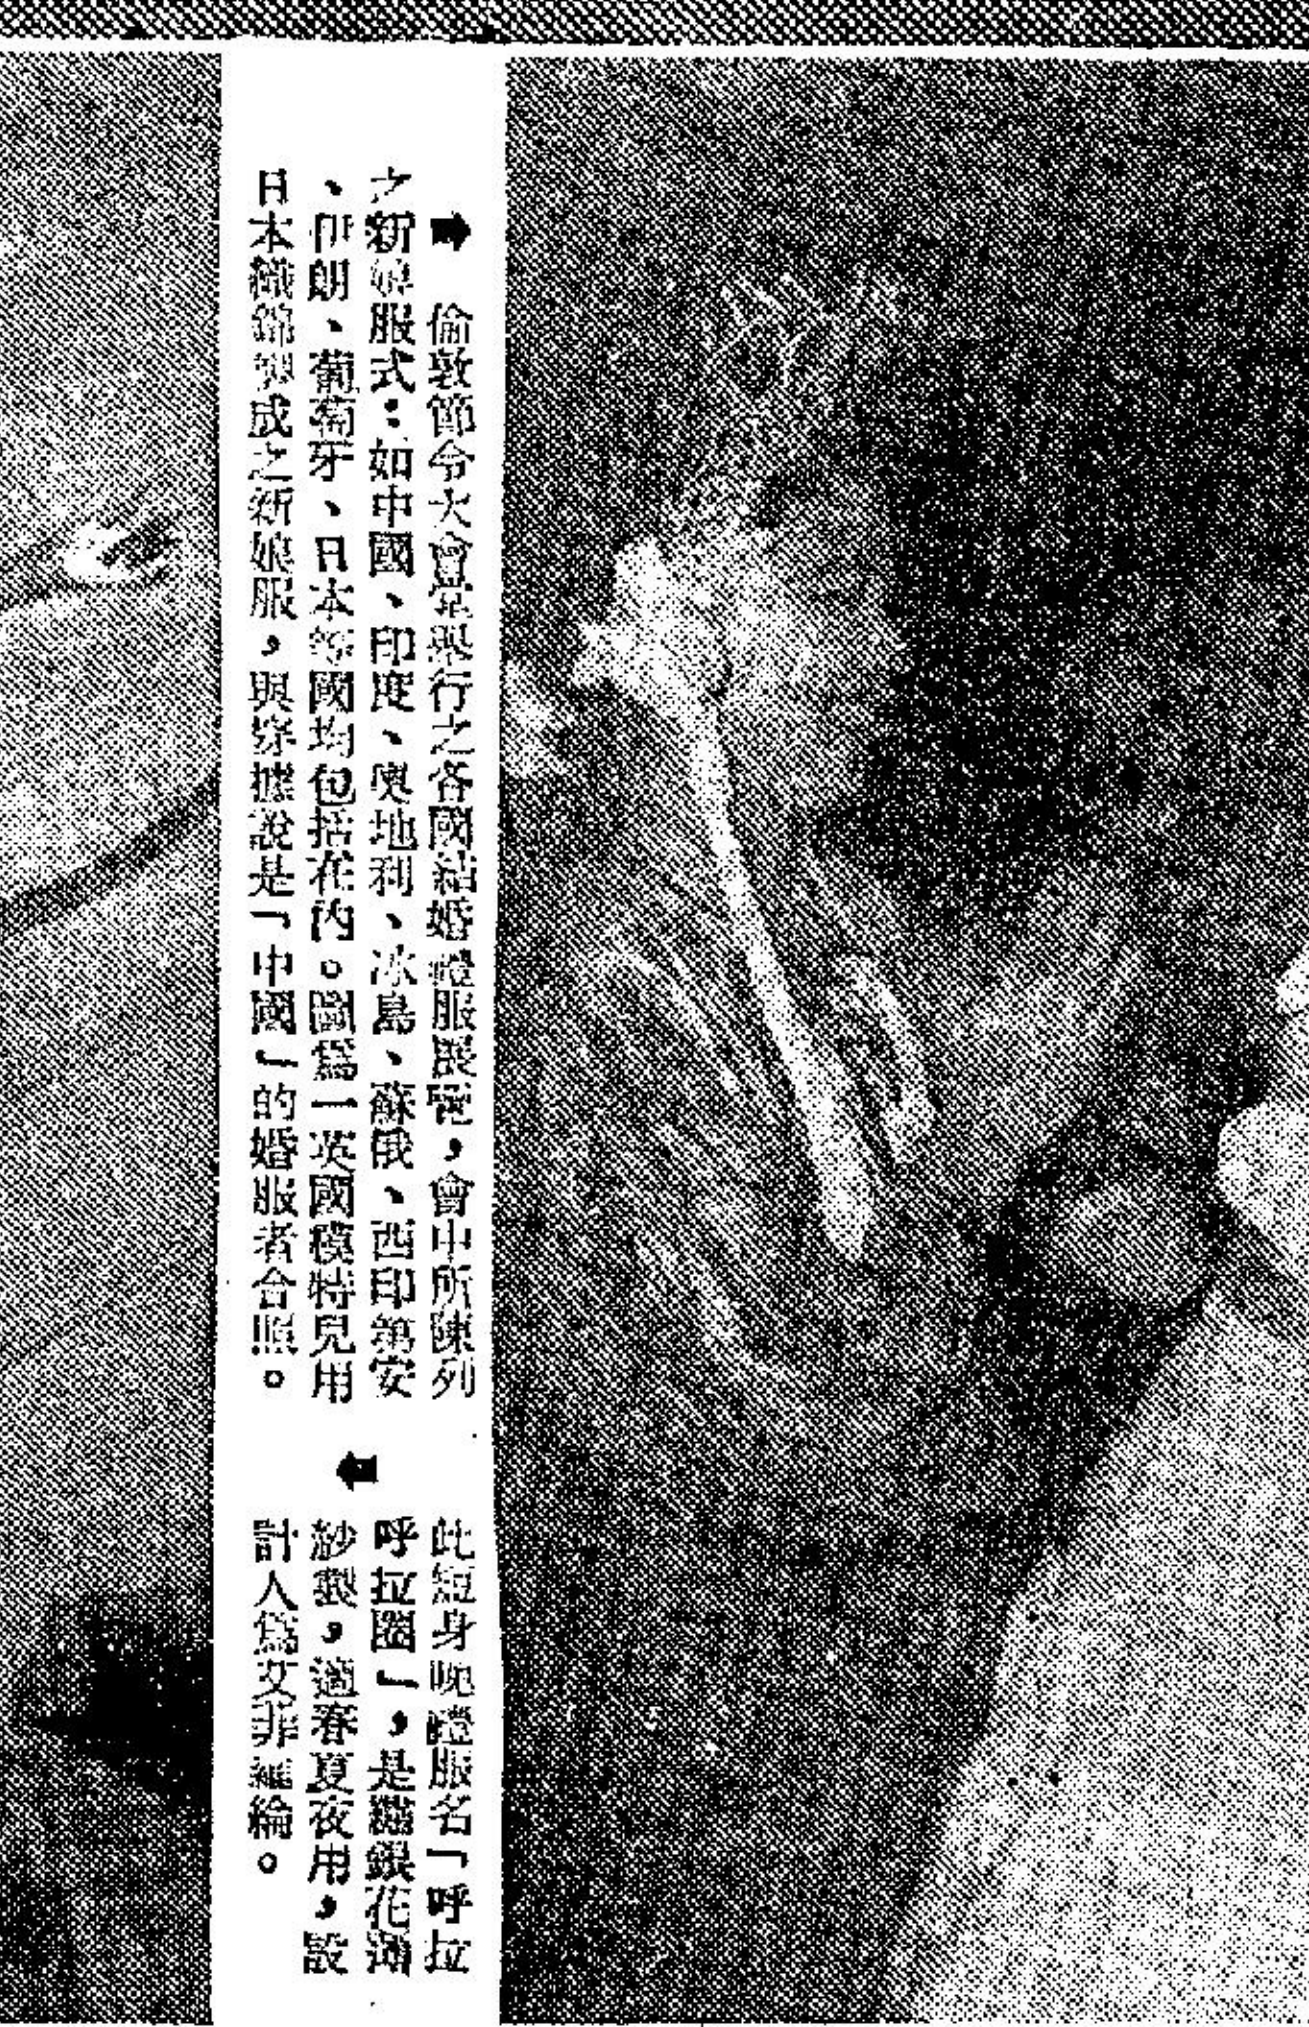 ➡ 倫敦節令大會堂舉行之各國結婚禮服展覽，會中所陳列
之新娘服式：如中國、印度、奧地利、冰島、蘇俄、西印第安
、伊朗、葡萄牙、日本等國均包括在內。圖爲一英國模特兒用
日本織錦製成之新娘服，與穿據說是「中國」的婚服者合照。
⬅ 此短身晚禮服名「呼拉
呼拉圈」，是繡銀花通
紗製，適春夏夜用，設
計人爲艾菲羅綸。